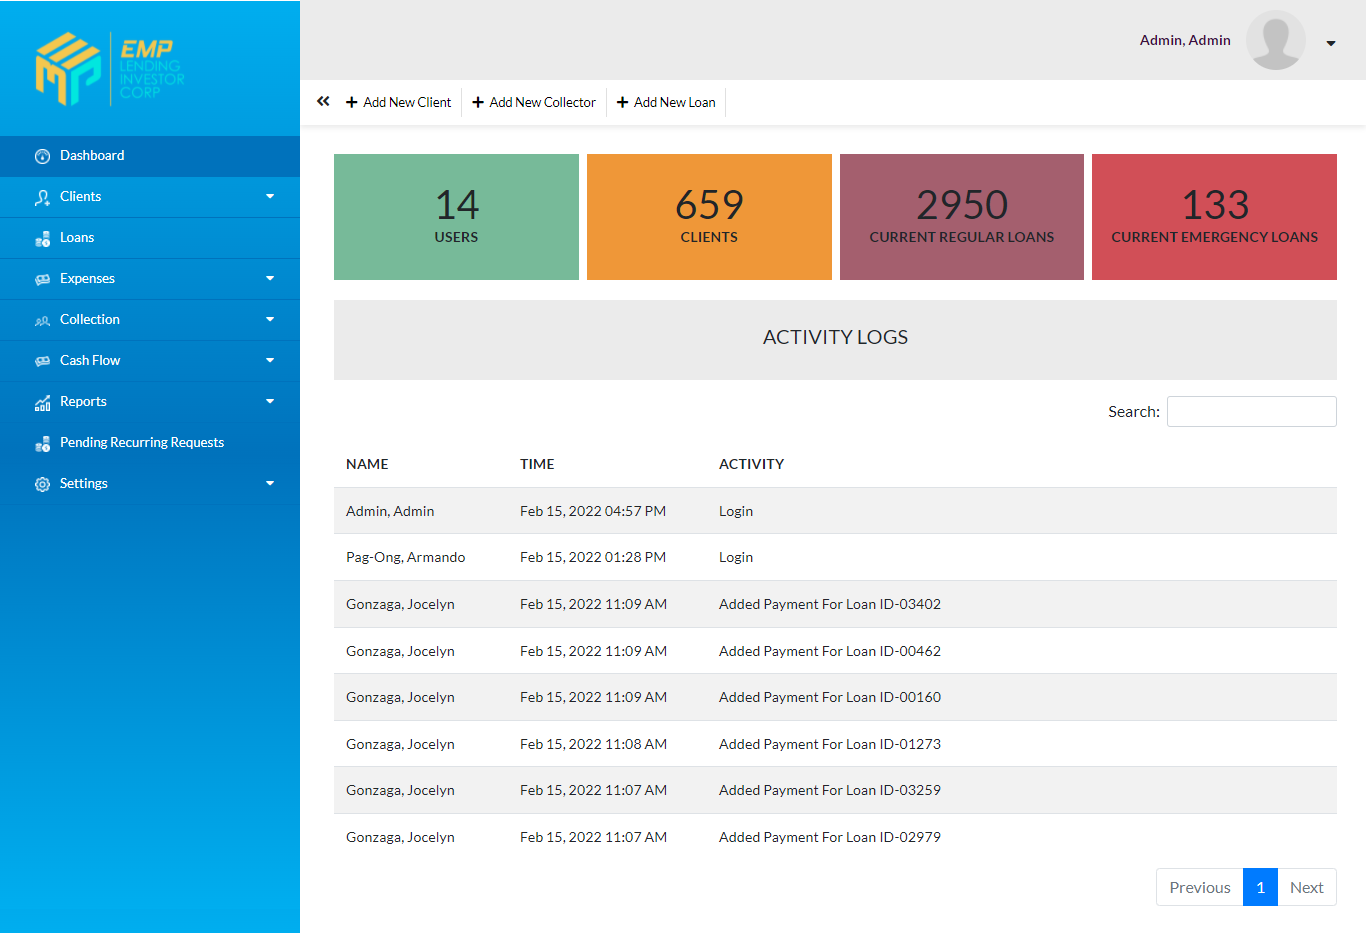 EMP
LENDING
INVESTOR
CORP
Admin, Admin
Add New Client
Add New Collector
Add New Loan
Dashboard
Clients
Loans
Expenses
Collection
Cash Flow
Reports
Pending Recurring Requests
Settings
14
USERS
659
CLIENTS
2950
CURRENT REGULAR LOANS
133
CURRENT EMERGENCY LOANS
ACTIVITY LOGS
Search:
NAME TIME ACTIVITY
Admin, Admin Feb 15, 2022 04:57 PM Login
Pag-Ong, Armando Feb 15, 2022 01:28 PM Login
Gonzaga, Jocelyn Feb 15, 2022 11:09 AM Added Payment For Loan ID-03402
Gonzaga, Jocelyn Feb 15, 2022 11:09 AM Added Payment For Loan ID-00462
Gonzaga, Jocelyn Feb 15, 2022 11:09 AM Added Payment For Loan ID-00160
Gonzaga, Jocelyn Feb 15, 2022 11:08 AM Added Payment For Loan ID-01273
Gonzaga, Jocelyn Feb 15, 2022 11:07 AM Added Payment For Loan ID-03259
Gonzaga, Jocelyn Feb 15, 2022 11:07 AM Added Payment For Loan ID-02979
Previous 1 Next